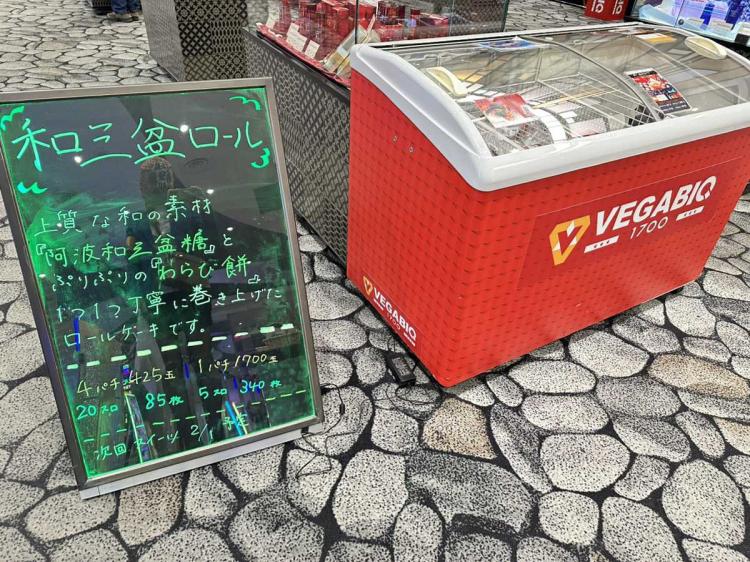 和三盆ロール
上質な和の素材
『阿波和三盆糖』と
ぷりぷりの『わらび餅』
1つ1つ丁寧に巻き上げた
ロールケーキです。
4パチ425玉 1パチ1700玉
20スロ 85枚 5スロ 340枚
次回スイーツ 2/1 予定
VEGABIQ
1700
VEGABIQ
1700